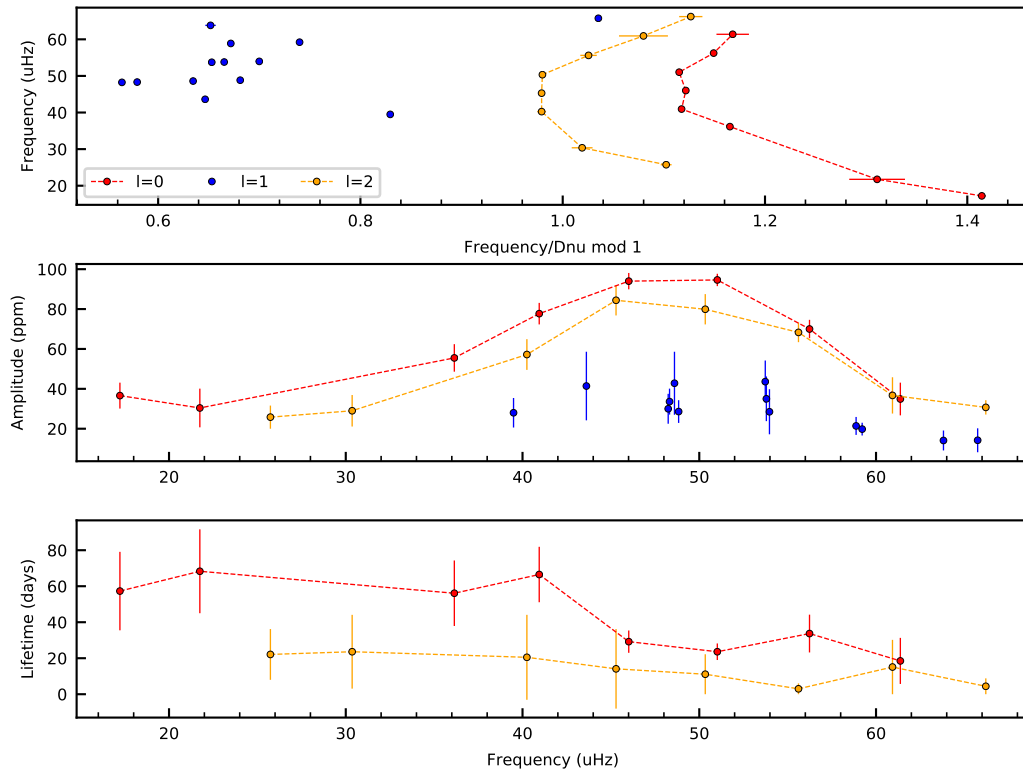 Frequency (uHz)
60
50
40
30
20
l=0 l=1 l=2
0.6 0.8 1.0 1.2 1.4
Frequency/Dnu mod 1
Amplitude (ppm)
100
80
60
40
20
20 30 40 50 60
Lifetime (days)
80
60
40
20
0
20 30 40 50 60
Frequency (uHz)